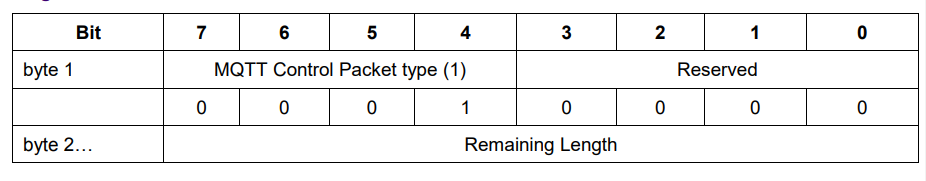 Bit 7 6 5 4 3 2 1 0
byte 1 MQTT Control Packet type (1) Reserved
0 0 0 1 0 0 0 0
byte 2… Remaining Length